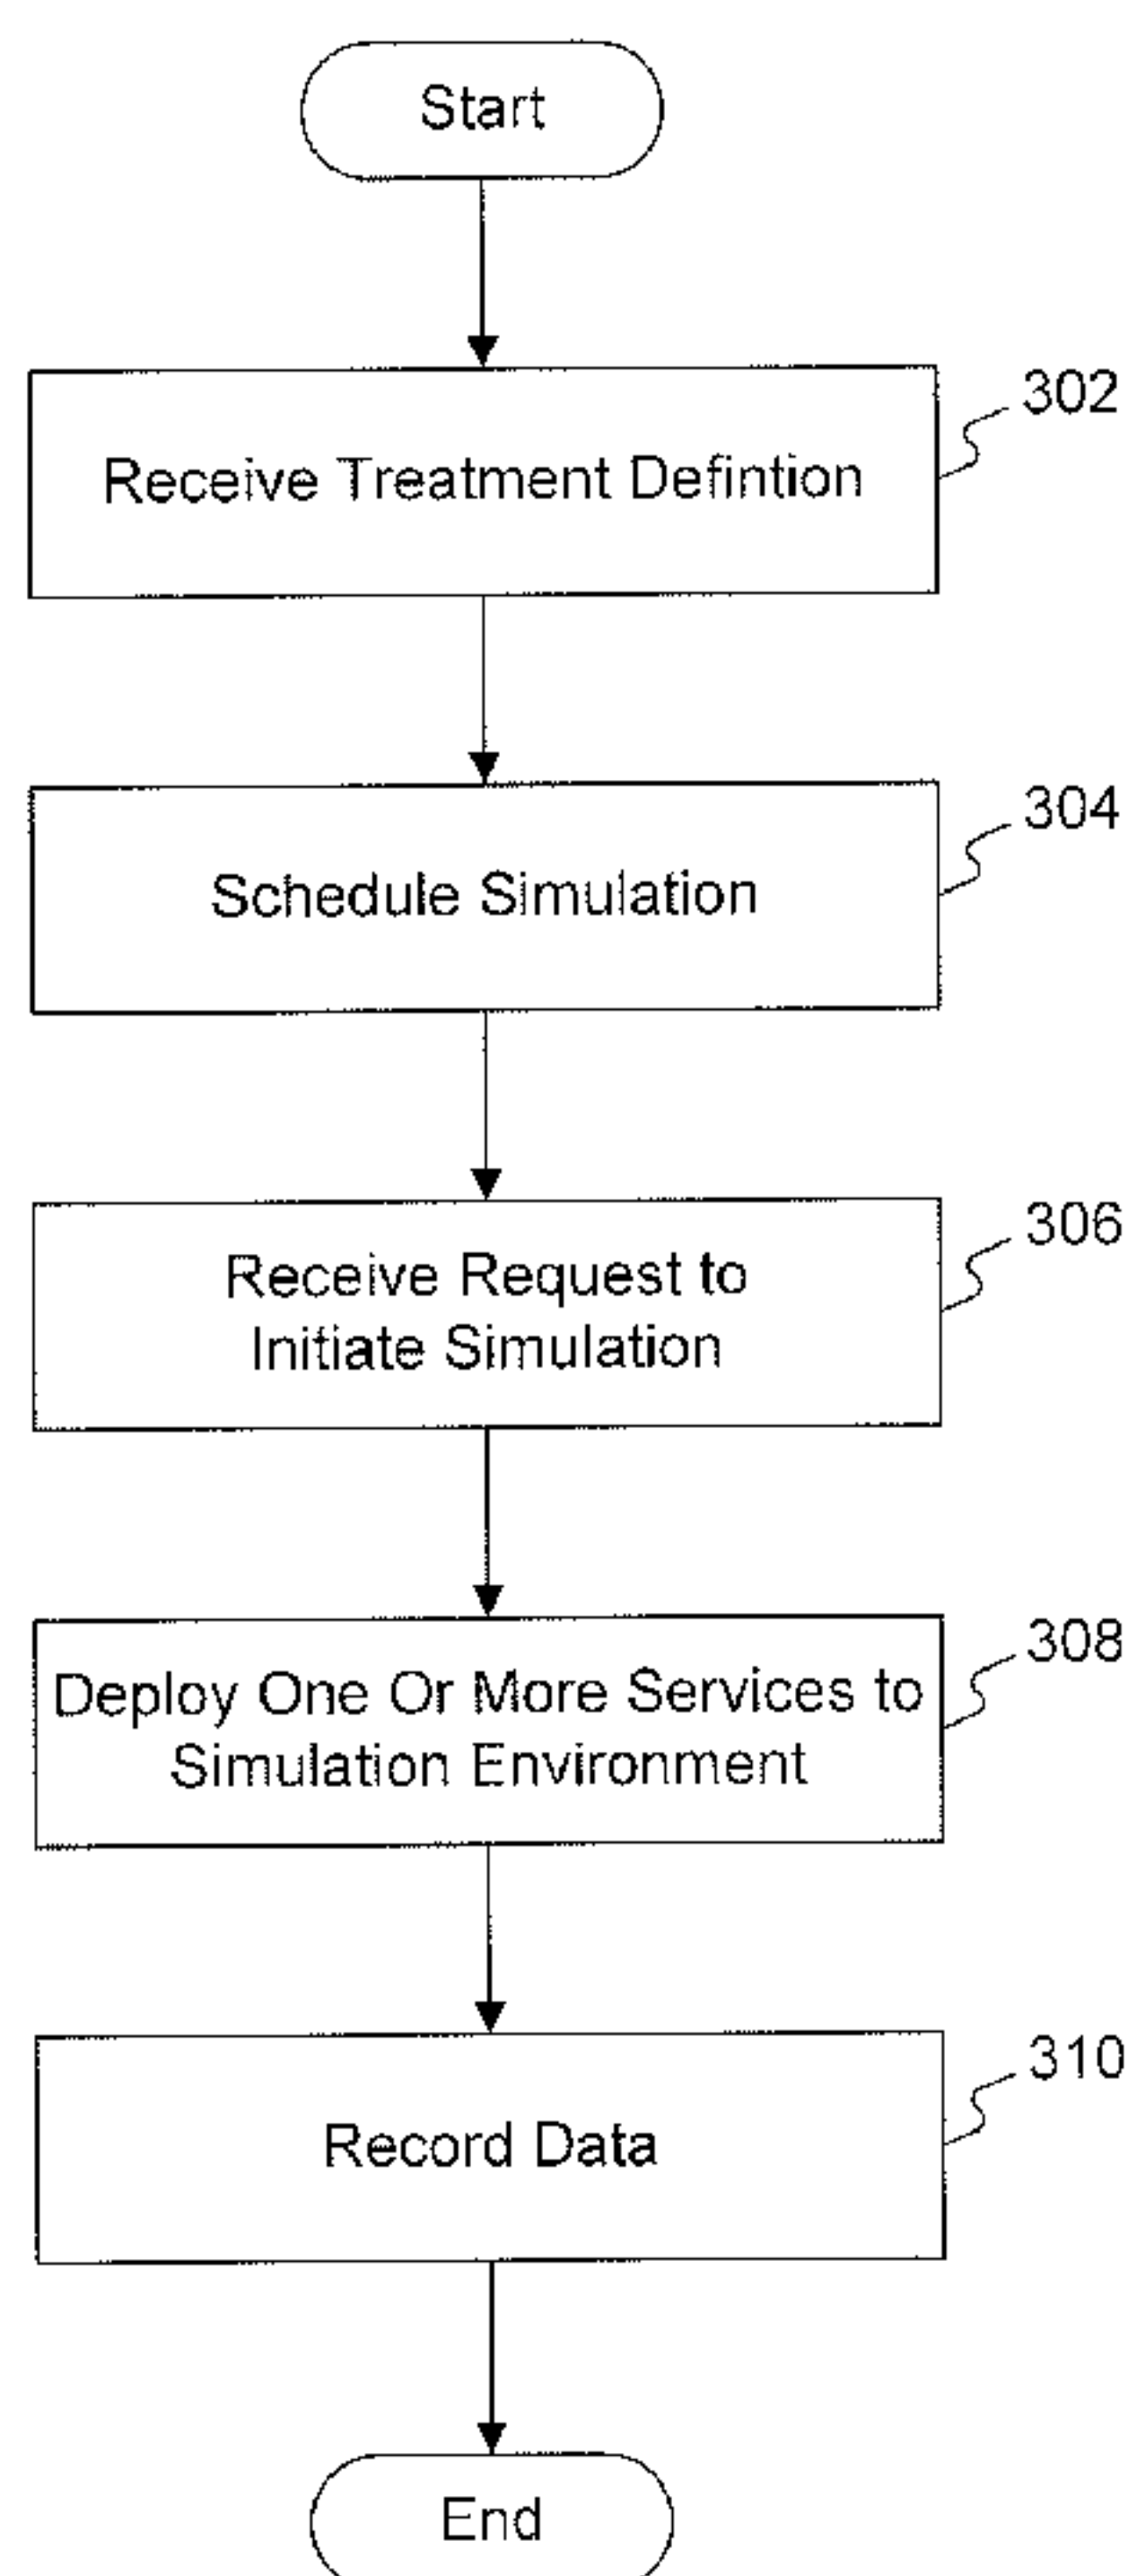 Start
302
Receive Treatment Defintion
304
Schedule Simulation
306
Receive Request to
Initiate Simulation
308
Deploy One Or More Services to
Simulation Environment
310
Record Data
End